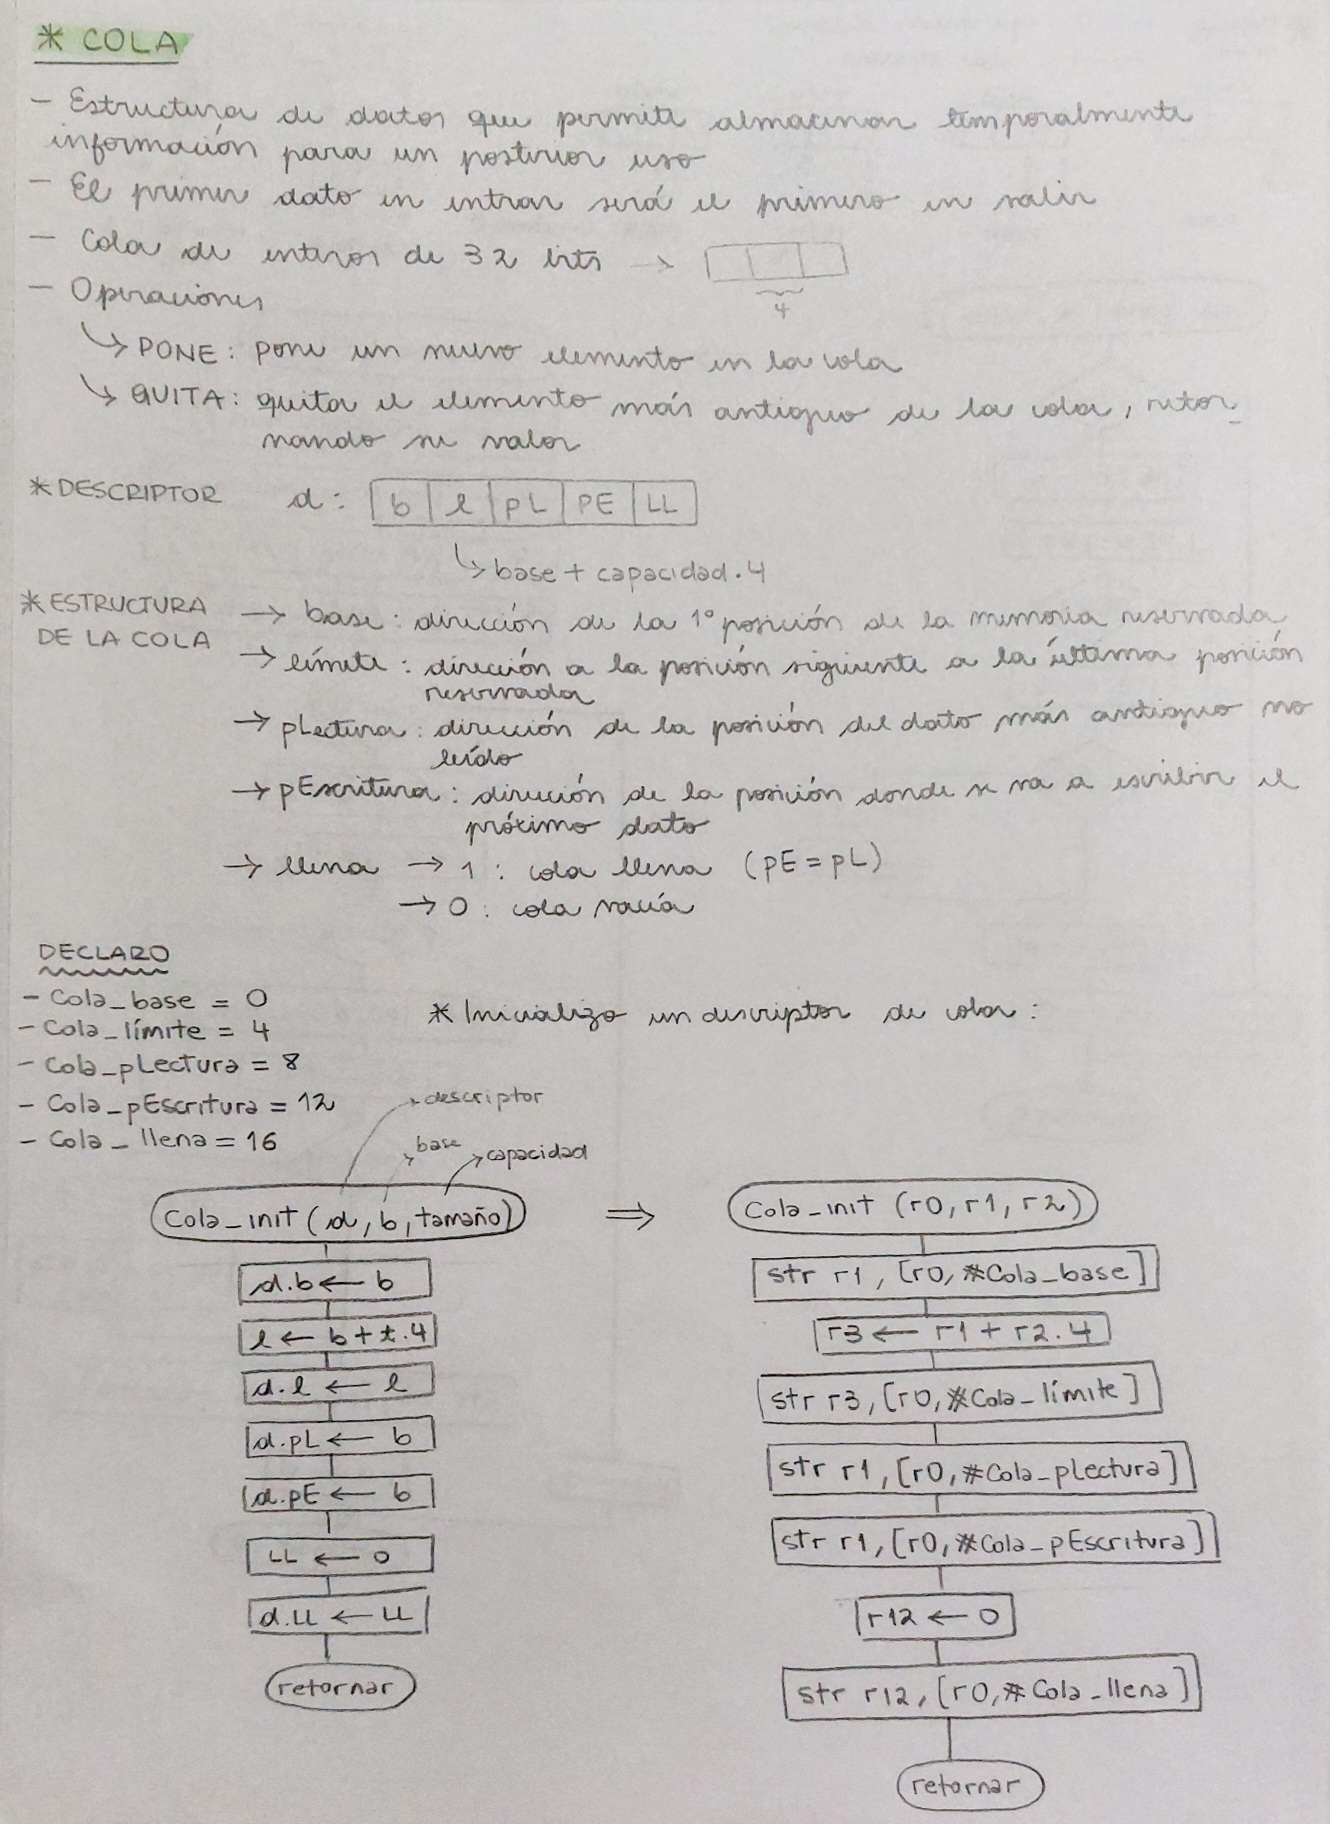 * COLA
- Estructura de datos que permite almacenar temporalmente
información para un posterior uso
- El primer dato en entrar será el primero en salir
- Cola de enteros de 32 bits →
4
- Operaciones
↳ PONE: pone un nuevo elemento en la cola
↳ QUITA: quita el elemento más antiguo de la cola, retor-
nando su valor
* DESCRIPTOR d: b l pL PE LL
↳ base + capacidad.4
* ESTRUCTURA → base: dirección de la 1° posición de la memoria reservada
DE LA COLA → límite: dirección a la posición siguiente a la última posición
reservada
→ pLectura: dirección de la posición del dato más antiguo no
leído
→ pEscritura: dirección de la posición donde se va a escribir el
próximo dato
→ llena → 1: cola llena (pE = pL)
→ 0: cola vacía
DECLARO
- Cola_base = 0
* Inicializo un descriptor de cola:
- Cola_límite = 4
- Cola_pLectura = 8
- Cola_pEscritura = 12
descriptor
- Cola_llena = 16
base
capacidad
Cola_init (d, b, tamaño) ⇒ Cola_init (r0, r1, r2)
d.b ← b
str r1, [r0, #Cola_base]
l ← b + t.4
r3 ← r1 + r2.4
d.l ← l
str r3, [r0, #Cola_límite]
d.pL ← b
str r1, [r0, #Cola_pLectura]
d.pE ← b
str r1, [r0, #Cola_pEscritura]
LL ← 0
r12 ← 0
d.LL ← LL
str r12, [r0, #Cola_llena]
retornar
retornar